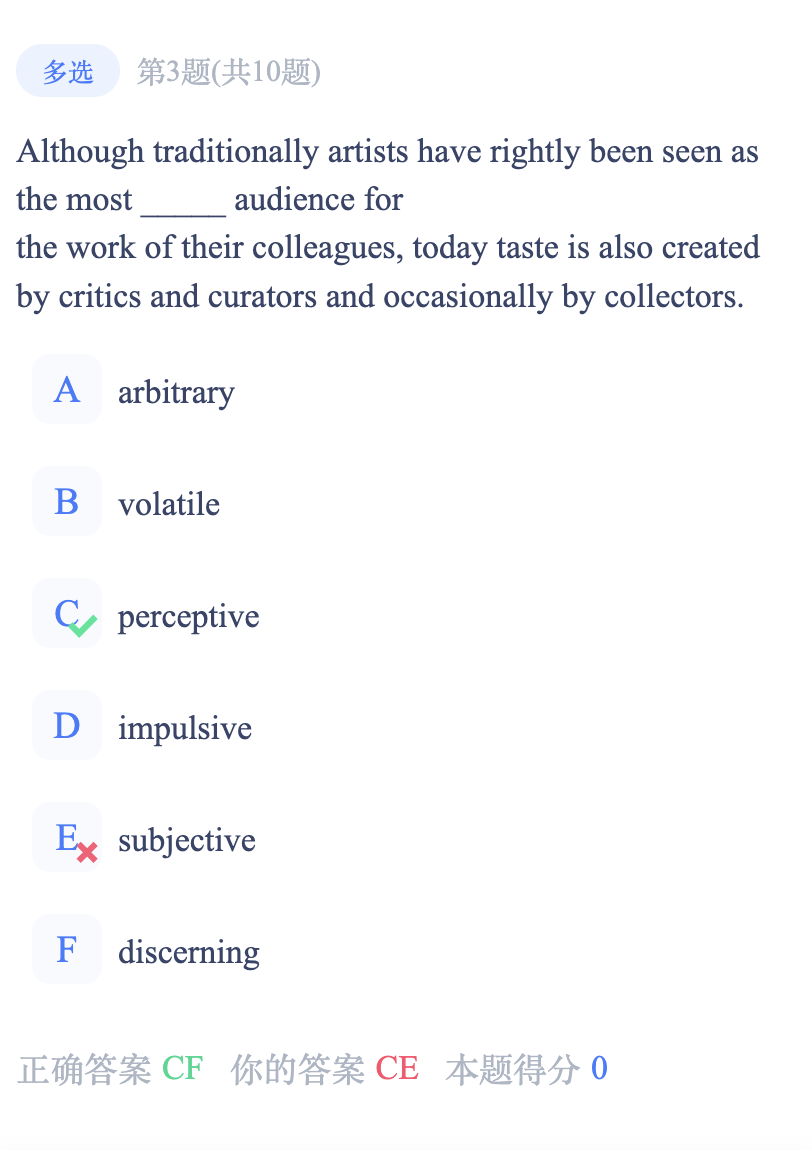 多选 第3题(共10题)
Although traditionally artists have rightly been seen as
the most _____ audience for
the work of their colleagues, today taste is also created
by critics and curators and occasionally by collectors.
A arbitrary
B volatile
C perceptive
D impulsive
E subjective
F discerning
正确答案 CF 你的答案 CE 本题得分 0